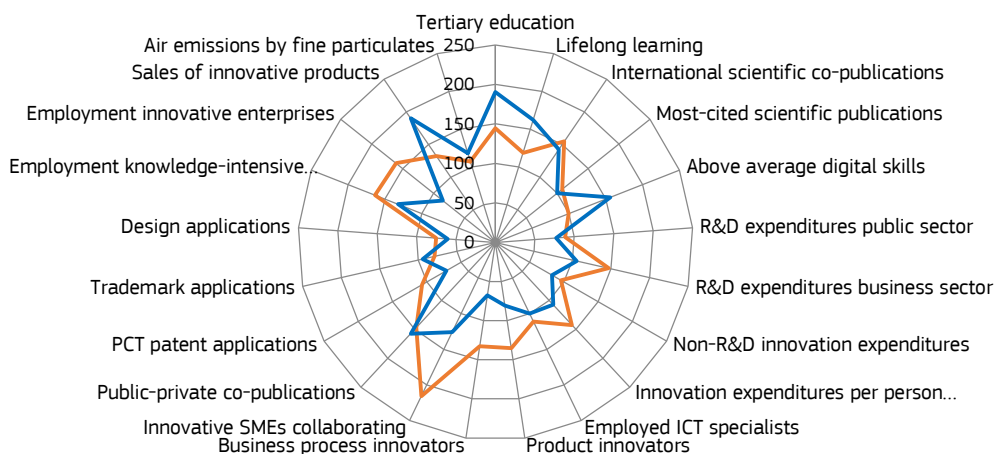 Tertiary education
Lifelong learning
International scientific co-publications
Most-cited scientific publications
Above average digital skills
R&D expenditures public sector
R&D expenditures business sector
Non-R&D innovation expenditures
Innovation expenditures per person...
Employed ICT specialists
Product innovators
Business process innovators
Innovative SMEs collaborating
Public-private co-publications
PCT patent applications
Trademark applications
Design applications
Employment knowledge-intensive...
Employment innovative enterprises
Sales of innovative products
Air emissions by fine particulates
250
200
150
100
50
0